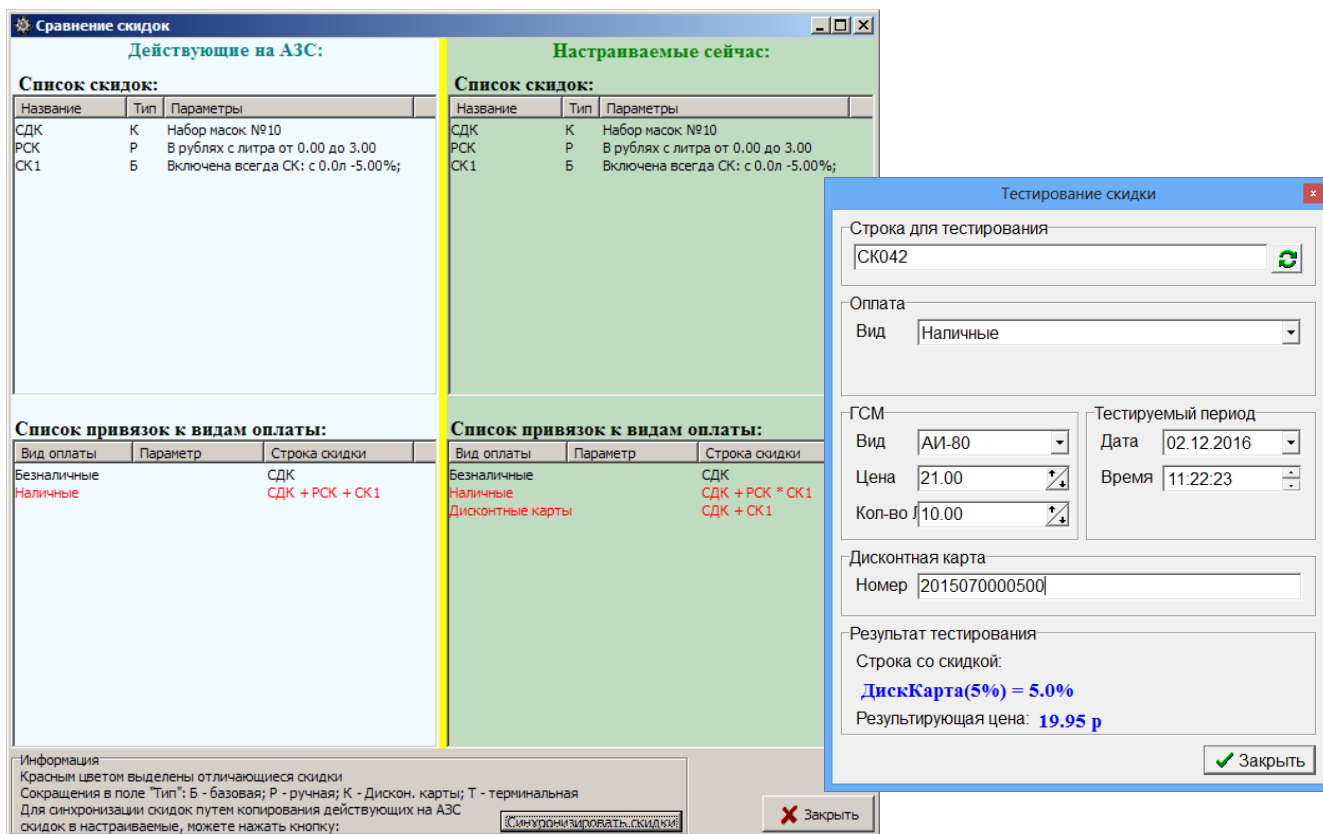 Сравнение скидок
Действующие на АЗС:
Список скидок:
Название Тип Параметры
СДК К Набор масок №10
РСК Р В рублях с литра от 0.00 до 3.00
СК1 Б Включена всегда СК: с 0.0л -5.00%;
Список привязок к видам оплаты:
Вид оплаты Параметр Строка скидки
Безналичные СДК
Наличные СДК + РСК + СК1
Настраиваемые сейчас:
Список скидок:
Название Тип Параметры
СДК К Набор масок №10
РСК Р В рублях с литра от 0.00 до 3.00
СК1 Б Включена всегда СК: с 0.0л -5.00%;
Список привязок к видам оплаты:
Вид оплаты Параметр Строка скидки
Безналичные СДК
Наличные СДК + РСК * СК1
Дисконтные карты СДК + СК1
Информация
Красным цветом выделены отличающиеся скидки
Сокращения в поле "Тип": Б - базовая; Р - ручная; К - Дискон. карты; Т - терминальная
Для синхронизации скидок путем копирования действующих на АЗС
скидок в настраиваемые, можете нажать кнопку:
Синхронизировать скидки
Закрыть
Тестирование скидки
Строка для тестирования
СК042
Оплата
Вид Наличные
ГСМ
Вид АИ-80
Цена 21.00
Кол-во Л 10.00
Тестируемый период
Дата 02.12.2016
Время 11:22:23
Дисконтная карта
Номер 2015070000500
Результат тестирования
Строка со скидкой:
ДискКарта(5%) = 5.0%
Результирующая цена: 19.95 р
Закрыть